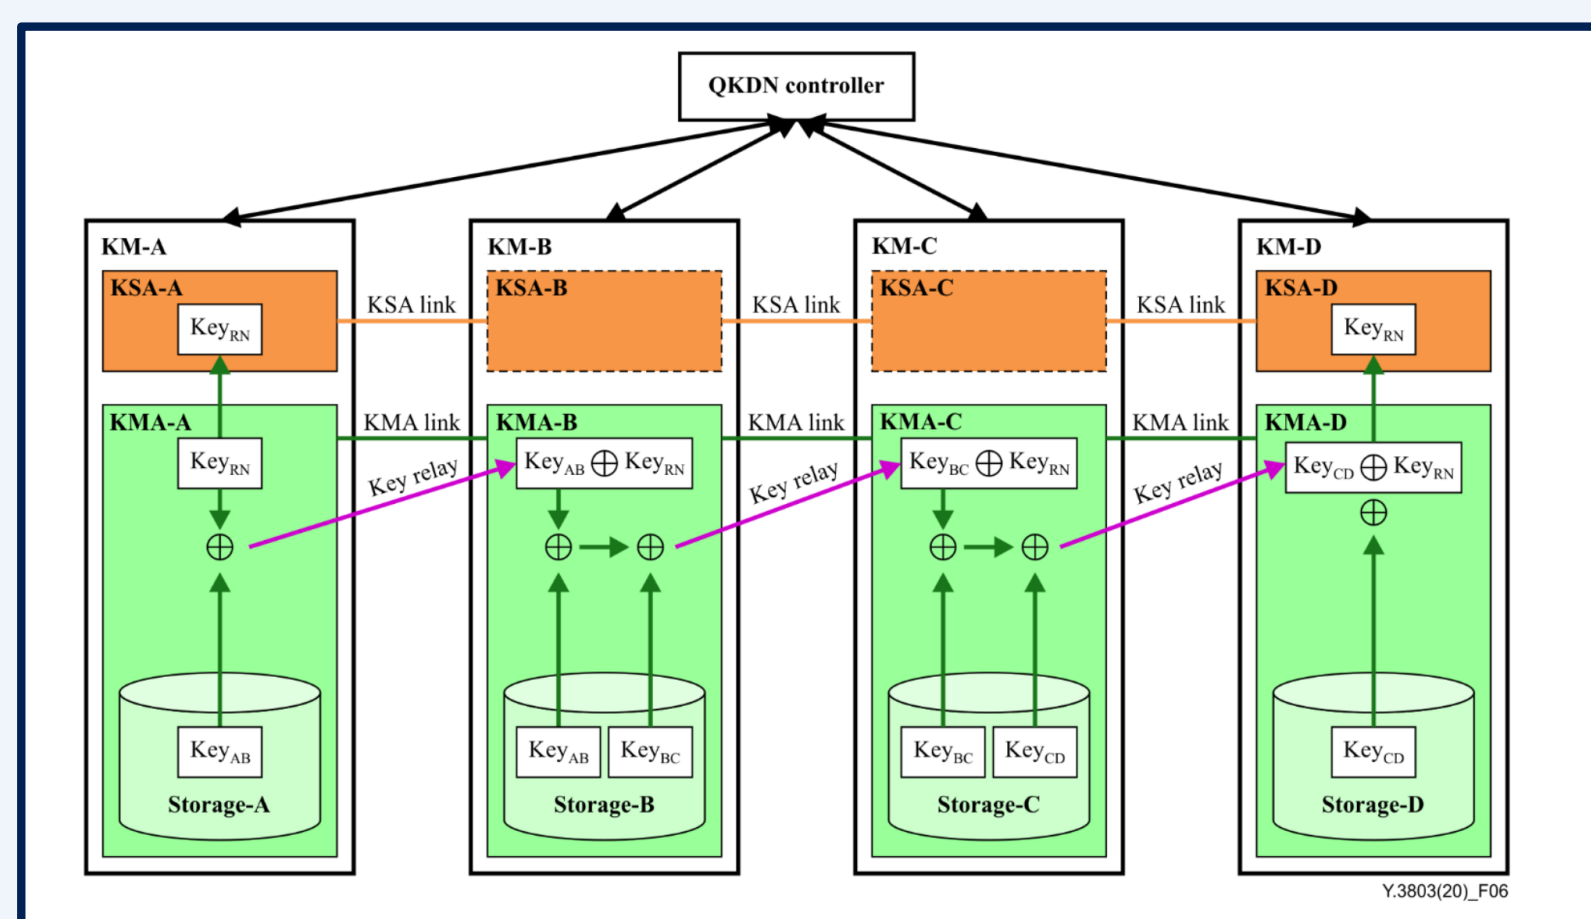 QKDN controller
KM-A
KM-B
KM-C
KM-D
KSA-A
KSA link
KSA-B
KSA link
KSA-C
KSA link
KSA-D
KeyRN
KeyRN
KMA-A
KMA link
KMA-B
KMA link
KMA-C
KMA link
KMA-D
KeyRN
Key relay
KeyAB ⊕ KeyRN
Key relay
KeyBC ⊕ KeyRN
Key relay
KeyCD ⊕ KeyRN
KeyAB
KeyAB
KeyBC
KeyBC
KeyCD
KeyCD
Storage-A
Storage-B
Storage-C
Storage-D
Y.3803(20)_F06